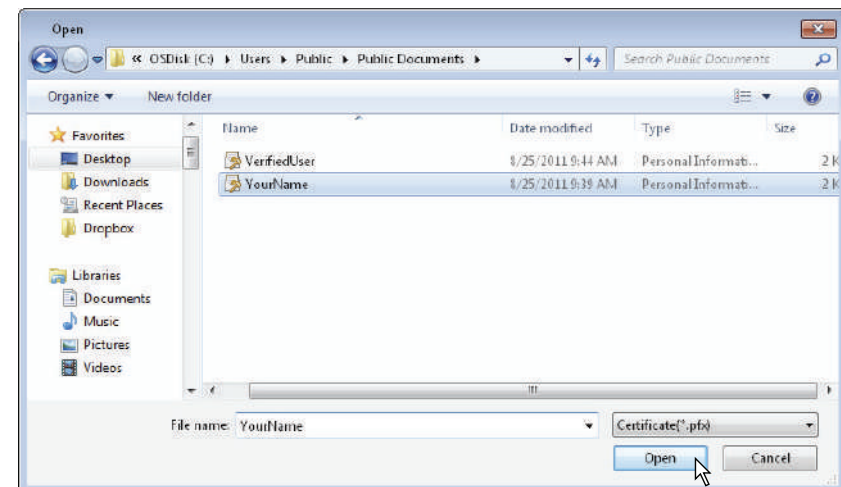 Open
« OSDisk (C:) ▸ Users ▸ Public ▸ Public Documents ▸
Search Public Documents
Organize ▾ New folder
Name Date modified Type Size
Favorites
Desktop
Downloads
Recent Places
Dropbox
Libraries
Documents
Music
Pictures
Videos
VerifiedUser 8/25/2011 9:44 AM Personal Informati... 2 K
YourName 8/25/2011 9:39 AM Personal Informati... 2 K
File name: YourName
Certificate(*.pfx)
Open Cancel